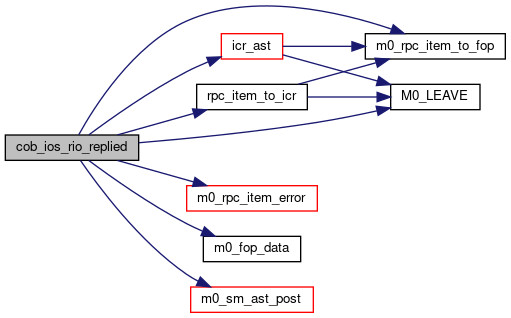 icr_ast
m0_rpc_item_to_fop
rpc_item_to_icr
M0_LEAVE
cob_ios_rio_replied
m0_rpc_item_error
m0_fop_data
m0_sm_ast_post